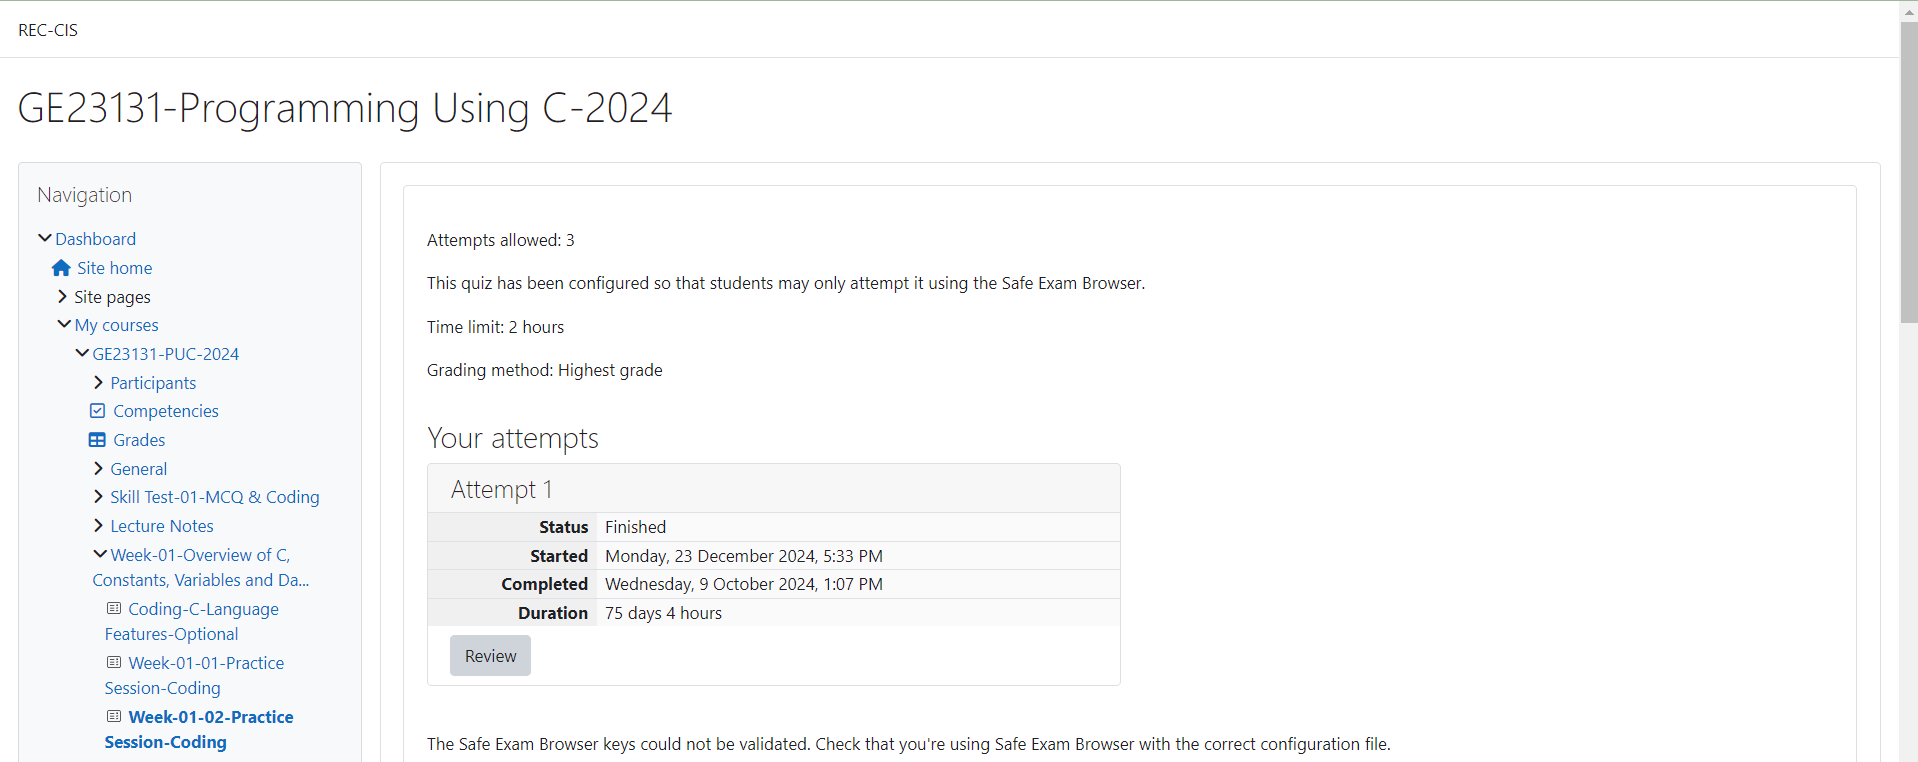 REC-CIS
GE23131-Programming Using C-2024
Navigation
Dashboard
Site home
Site pages
My courses
GE23131-PUC-2024
Participants
Competencies
Grades
General
Skill Test-01-MCQ & Coding
Lecture Notes
Week-01-Overview of C,
Constants, Variables and Da...
Coding-C-Language
Features-Optional
Week-01-01-Practice
Session-Coding
Week-01-02-Practice
Session-Coding
Attempts allowed: 3
This quiz has been configured so that students may only attempt it using the Safe Exam Browser.
Time limit: 2 hours
Grading method: Highest grade
Your attempts
Attempt 1
Status Finished
Started Monday, 23 December 2024, 5:33 PM
Completed Wednesday, 9 October 2024, 1:07 PM
Duration 75 days 4 hours
Review
The Safe Exam Browser keys could not be validated. Check that you're using Safe Exam Browser with the correct configuration file.